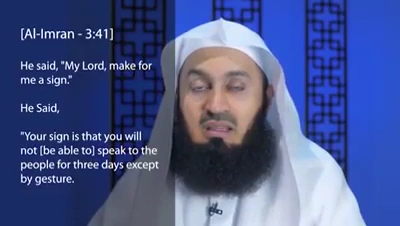 [Al-Imran - 3:41]
He said, "My Lord, make for
me a sign."
He Said,
"Your sign is that you will
not [be able to] speak to the
people for three days except
by gesture.